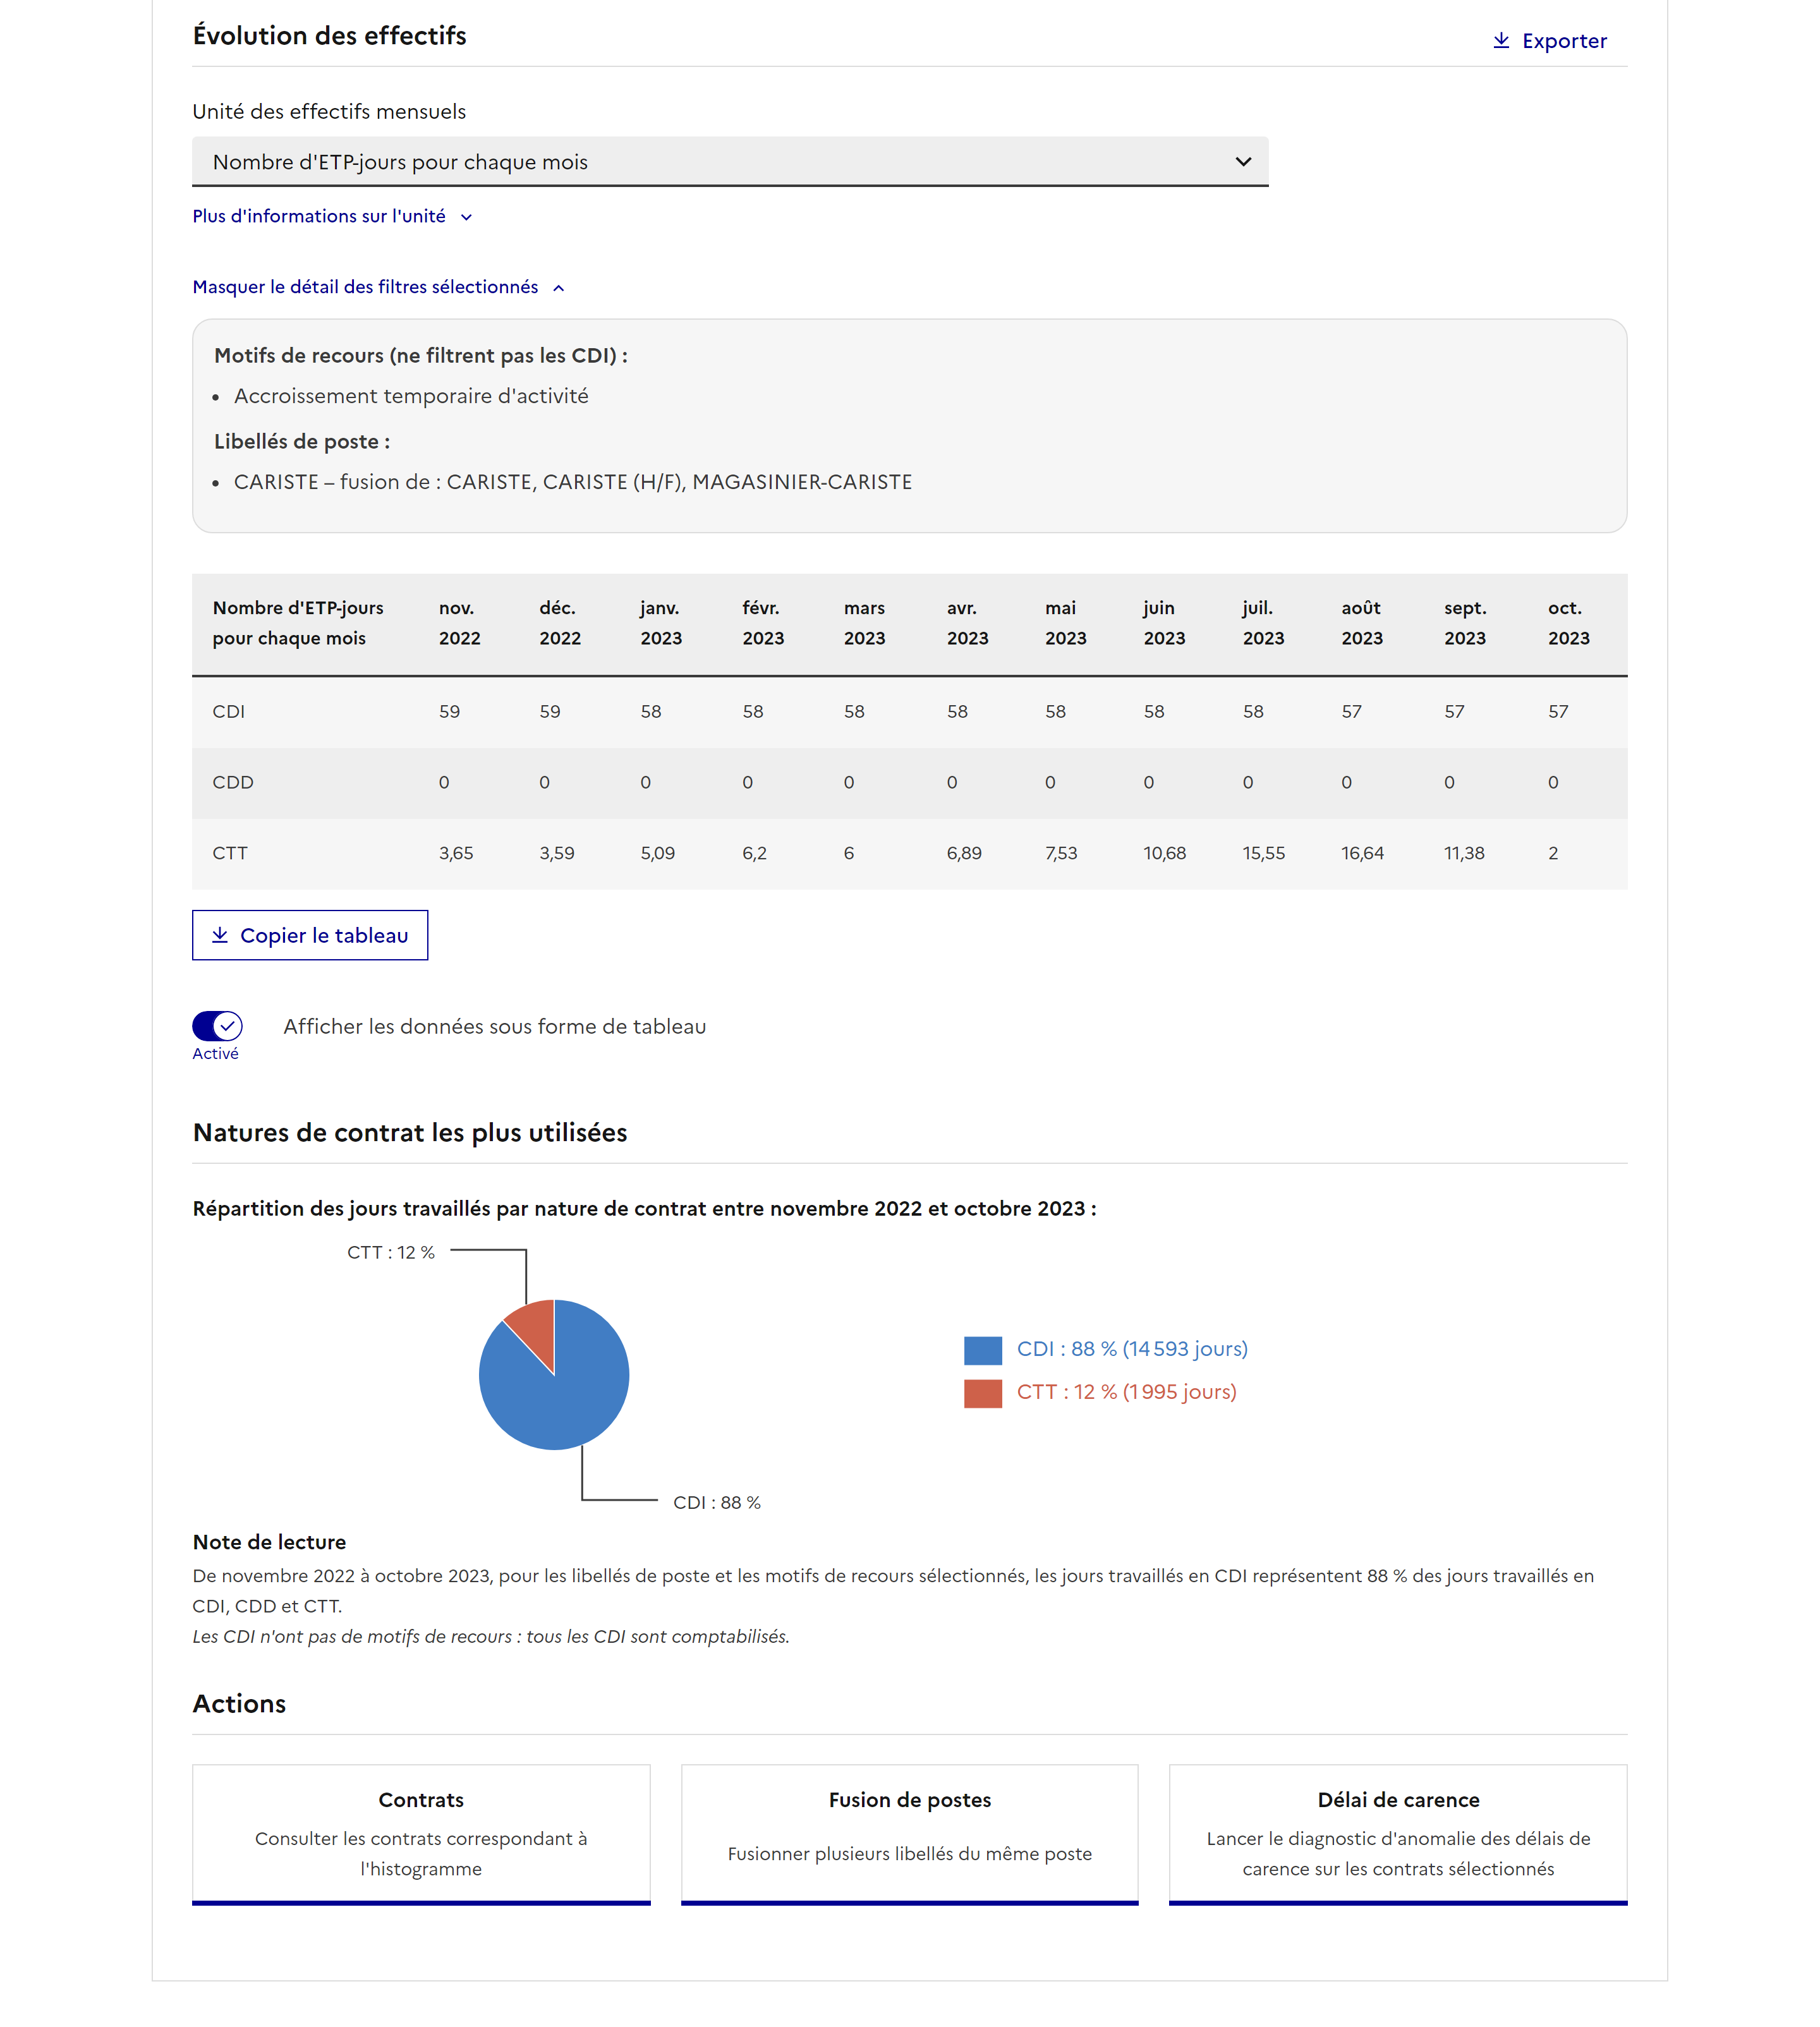 Évolution des effectifs
Exporter
Unité des effectifs mensuels
Nombre d'ETP-jours pour chaque mois
Plus d'informations sur l'unité
Masquer le détail des filtres sélectionnés
Motifs de recours (ne filtrent pas les CDI) :
• Accroissement temporaire d'activité
Libellés de poste :
• CARISTE – fusion de : CARISTE, CARISTE (H/F), MAGASINIER-CARISTE
Nombre d'ETP-jours pour chaque mois nov. 2022 déc. 2022 janv. 2023 févr. 2023 mars 2023 avr. 2023 mai 2023 juin 2023 juil. 2023 août 2023 sept. 2023 oct. 2023
CDI 59 59 58 58 58 58 58 58 58 57 57 57
CDD 0 0 0 0 0 0 0 0 0 0 0 0
CTT 3,65 3,59 5,09 6,2 6 6,89 7,53 10,68 15,55 16,64 11,38 2
Copier le tableau
Afficher les données sous forme de tableau
Activé
Natures de contrat les plus utilisées
Répartition des jours travaillés par nature de contrat entre novembre 2022 et octobre 2023 :
CTT : 12 %
CDI : 88 % (14 593 jours)
CTT : 12 % (1 995 jours)
CDI : 88 %
Note de lecture
De novembre 2022 à octobre 2023, pour les libellés de poste et les motifs de recours sélectionnés, les jours travaillés en CDI représentent 88 % des jours travaillés en
CDI, CDD et CTT.
Les CDI n'ont pas de motifs de recours : tous les CDI sont comptabilisés.
Actions
Contrats
Consulter les contrats correspondant à
l'histogramme
Fusion de postes
Fusionner plusieurs libellés du même poste
Délai de carence
Lancer le diagnostic d'anomalie des délais de
carence sur les contrats sélectionnés